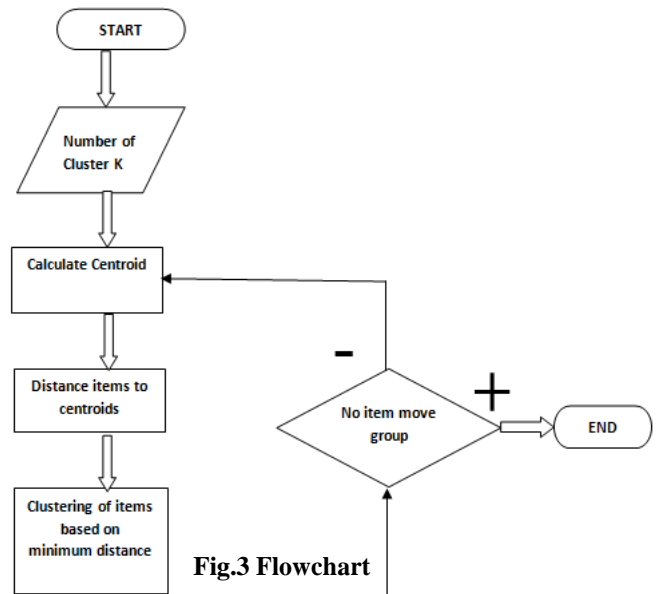 START
Number of
Cluster K
Calculate Centroid
Distance items to
centroids
Clustering of items
based on
minimum distance
-
+
No item move
group
END
Fig.3 Flowchart